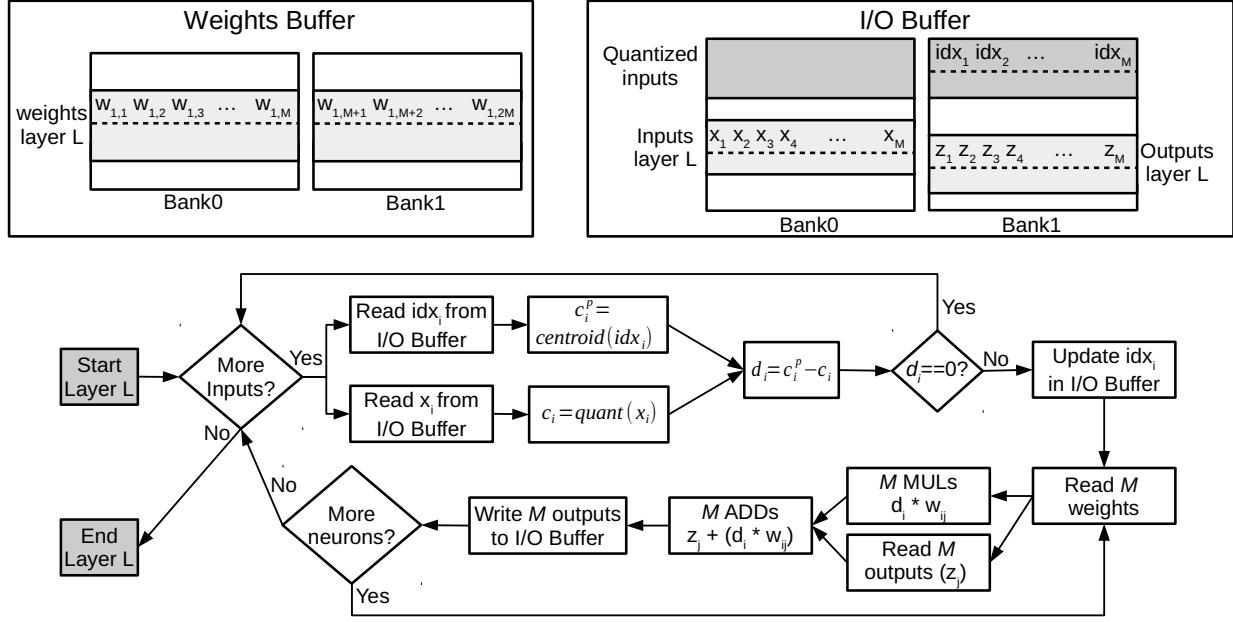 Weights Buffer
weights
layer L
w1,1 w1,2 w1,3 … w1,M
w1,M+1 w1,M+2 … w1,2M
Bank0
Bank1
I/O Buffer
Quantized
inputs
idx1 idx2 … idxM
Inputs
layer L
x1 x2 x3 x4 … xM
z1 z2 z3 z4 … zM
Outputs
layer L
Bank0
Bank1
Start
Layer L
More
Inputs?
Yes
No
Read idxi from
I/O Buffer
ci^p=
centroid(idxi)
Read xi from
I/O Buffer
ci=quant(xi)
di=ci^p−ci
di==0?
Yes
No
Update idxi
in I/O Buffer
Read M
weights
M MULs
di * wij
Read M
outputs (zj)
M ADDs
zj + (di * wij)
Write M outputs
to I/O Buffer
More
neurons?
No
Yes
End
Layer L